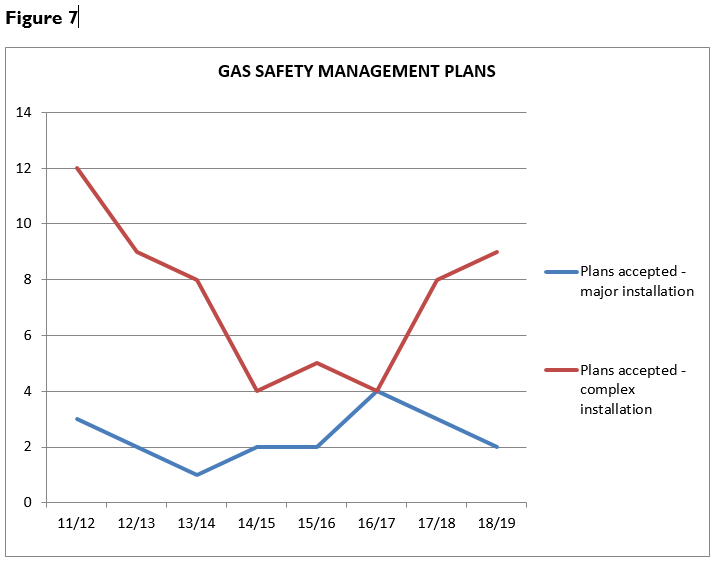 Figure 7
GAS SAFETY MANAGEMENT PLANS
14
12
10
8
6
4
2
0
11/12 12/13 13/14 14/15 15/16 16/17 17/18 18/19
Plans accepted -
major installation
Plans accepted -
complex
installation